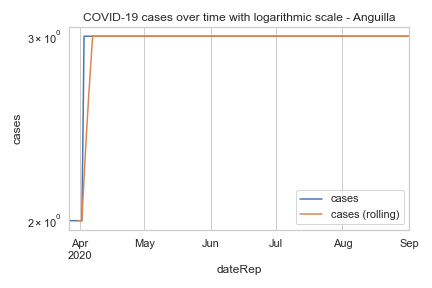 COVID-19 cases over time with logarithmic scale - Anguilla
3 × 10⁰
2 × 10⁰
cases
Apr May Jun Jul Aug Sep
2020
dateRep
cases
cases (rolling)